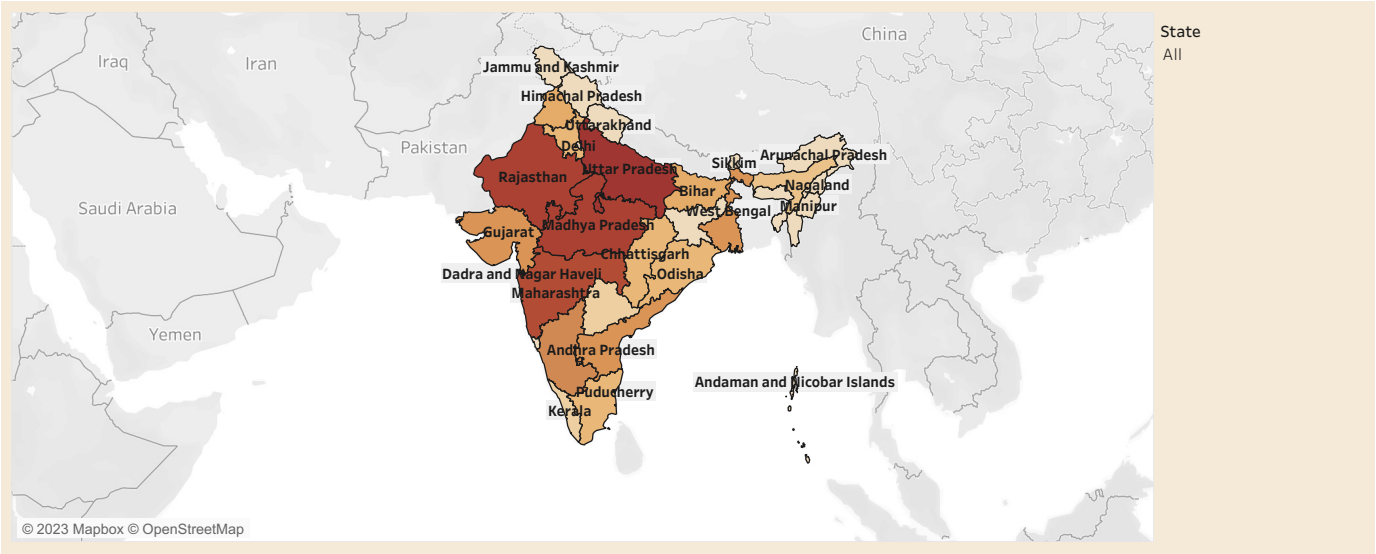 China
State
All
Iraq
Iran
Jammu and Kashmir
Himachal Pradesh
Uttarakhand
Pakistan
Delhi
Sikkim
Arunachal Pradesh
Rajasthan
Uttar Pradesh
Bihar
Nagaland
Saudi Arabia
Manipur
West Bengal
Madhya Pradesh
Gujarat
Chhattisgarh
Dadra and Nagar Haveli
Odisha
Maharashtra
Yemen
Andhra Pradesh
Andaman and Nicobar Islands
Puducherry
Kerala
© 2023 Mapbox © OpenStreetMap